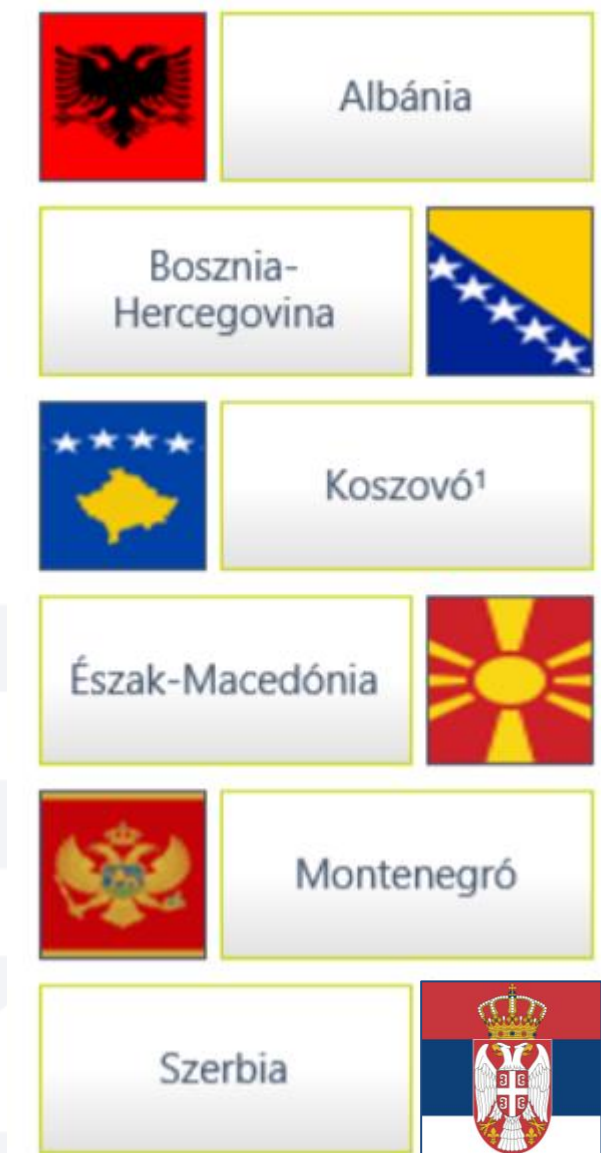 Albánia
Bosznia-
Hercegovina
Koszovó¹
Észak-Macedónia
Montenegró
Szerbia